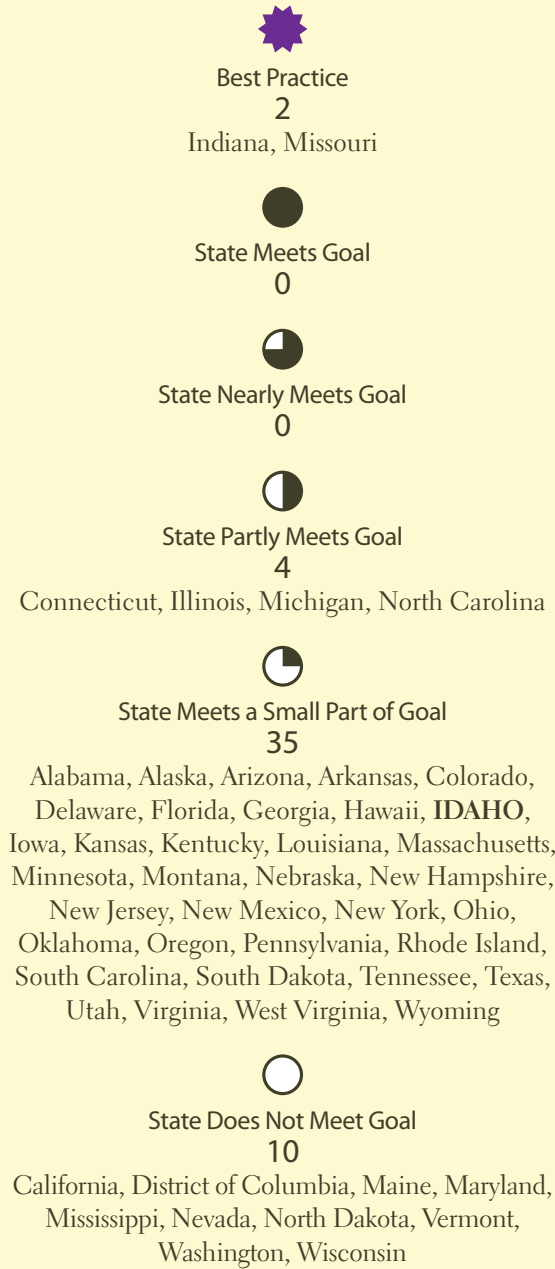 Best Practice
2
Indiana, Missouri
State Meets Goal
0
State Nearly Meets Goal
0
State Partly Meets Goal
4
Connecticut, Illinois, Michigan, North Carolina
State Meets a Small Part of Goal
35
Alabama, Alaska, Arizona, Arkansas, Colorado,
Delaware, Florida, Georgia, Hawaii, IDAHO,
Iowa, Kansas, Kentucky, Louisiana, Massachusetts,
Minnesota, Montana, Nebraska, New Hampshire,
New Jersey, New Mexico, New York, Ohio,
Oklahoma, Oregon, Pennsylvania, Rhode Island,
South Carolina, South Dakota, Tennessee, Texas,
Utah, Virginia, West Virginia, Wyoming
State Does Not Meet Goal
10
California, District of Columbia, Maine, Maryland,
Mississippi, Nevada, North Dakota, Vermont,
Washington, Wisconsin